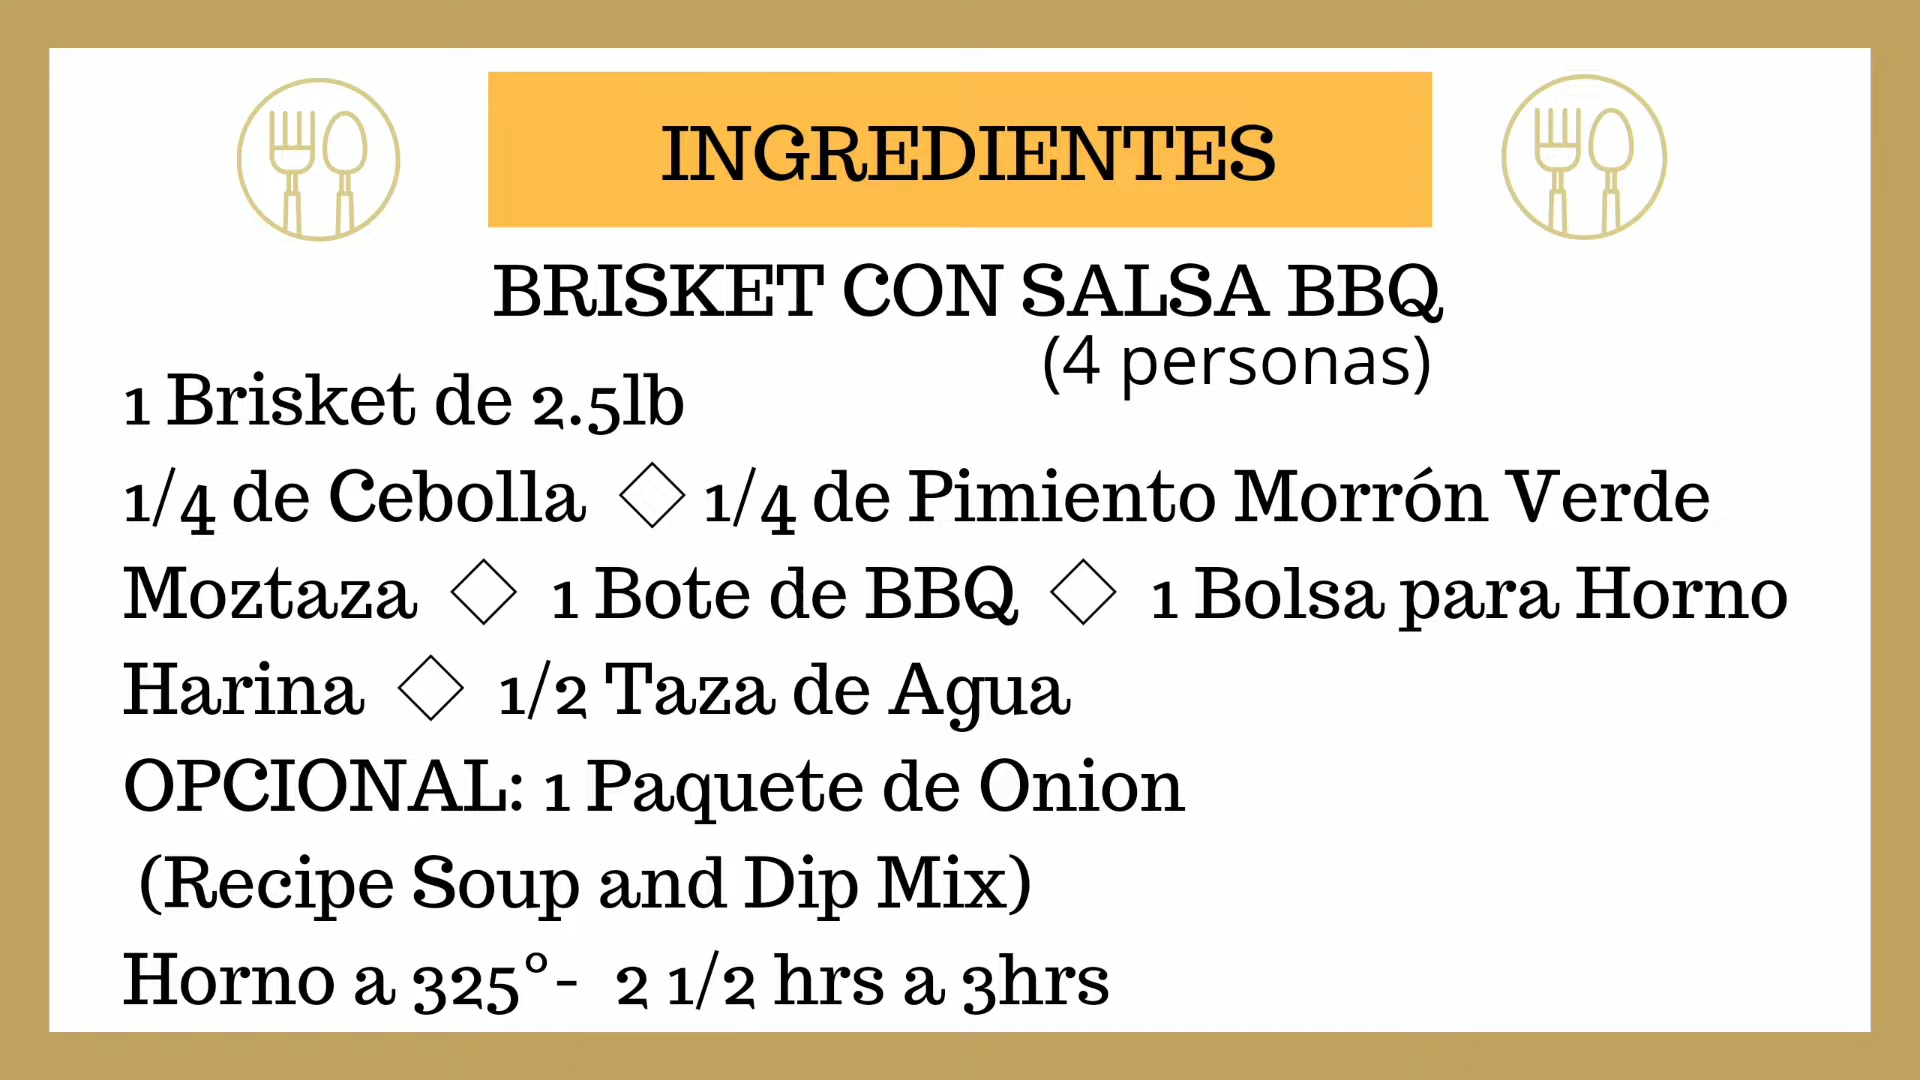 INGREDIENTES
BRISKET CON SALSA BBQ
(4 personas)
1 Brisket de 2.5lb
1/4 de Cebolla ◇ 1/4 de Pimiento Morrón Verde
Moztaza ◇ 1 Bote de BBQ ◇ 1 Bolsa para Horno
Harina ◇ 1/2 Taza de Agua
OPCIONAL: 1 Paquete de Onion
(Recipe Soup and Dip Mix)
Horno a 325°- 2 1/2 hrs a 3hrs